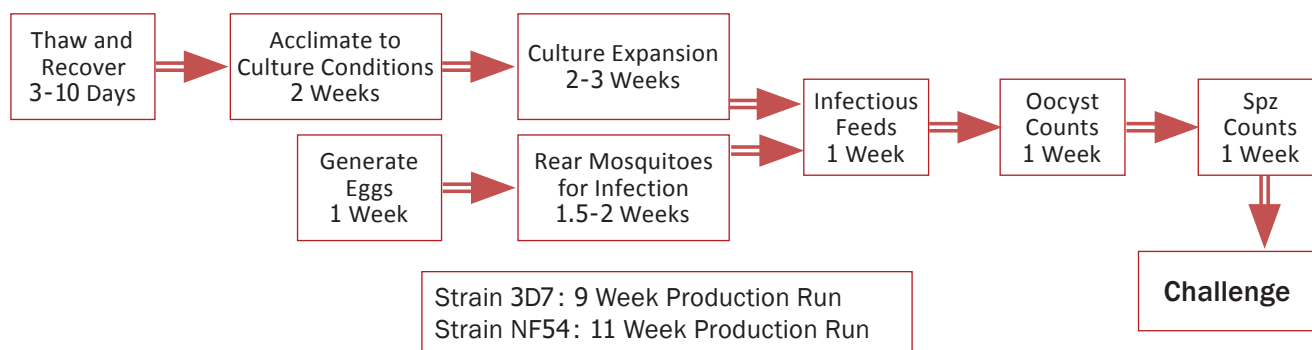 Thaw and
Recover
3-10 Days
Acclimate to
Culture Conditions
2 Weeks
Culture Expansion
2-3 Weeks
Generate
Eggs
1 Week
Rear Mosquitoes
for Infection
1.5-2 Weeks
Infectious
Feeds
1 Week
Oocyst
Counts
1 Week
Spz
Counts
1 Week
Challenge
Strain 3D7: 9 Week Production Run
Strain NF54: 11 Week Production Run